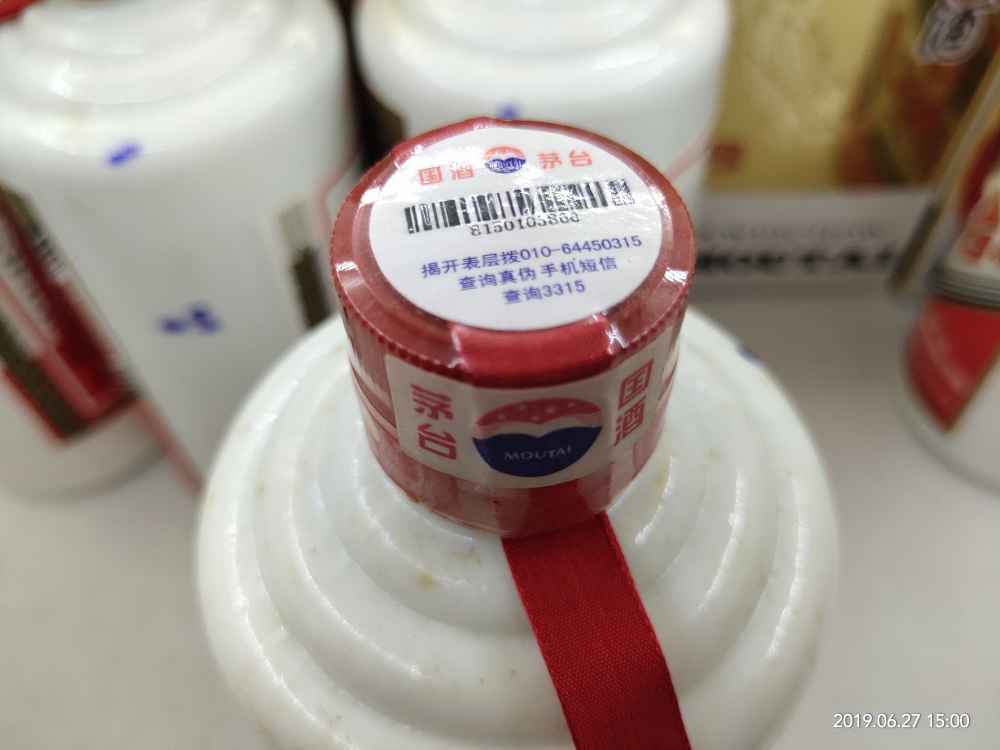 国酒 茅台
揭开表层拨010-64450315
查询真伪 手机短信
查询3315
茅台
MOUTAI
国酒
2019.06.27 15:00